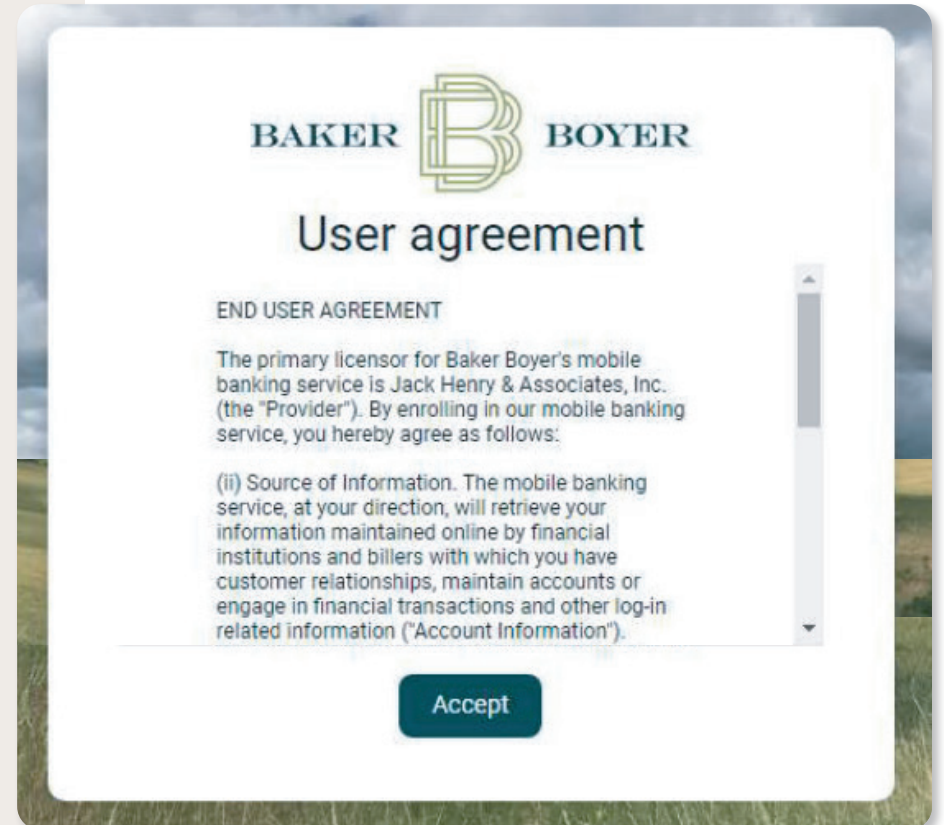 BAKER BOYER
User agreement
END USER AGREEMENT
The primary licensor for Baker Boyer's mobile
banking service is Jack Henry & Associates, Inc.
(the "Provider"). By enrolling in our mobile banking
service, you hereby agree as follows:
(ii) Source of Information. The mobile banking
service, at your direction, will retrieve your
information maintained online by financial
institutions and billers with which you have
customer relationships, maintain accounts or
engage in financial transactions and other log-in
related information ("Account Information").
Accept